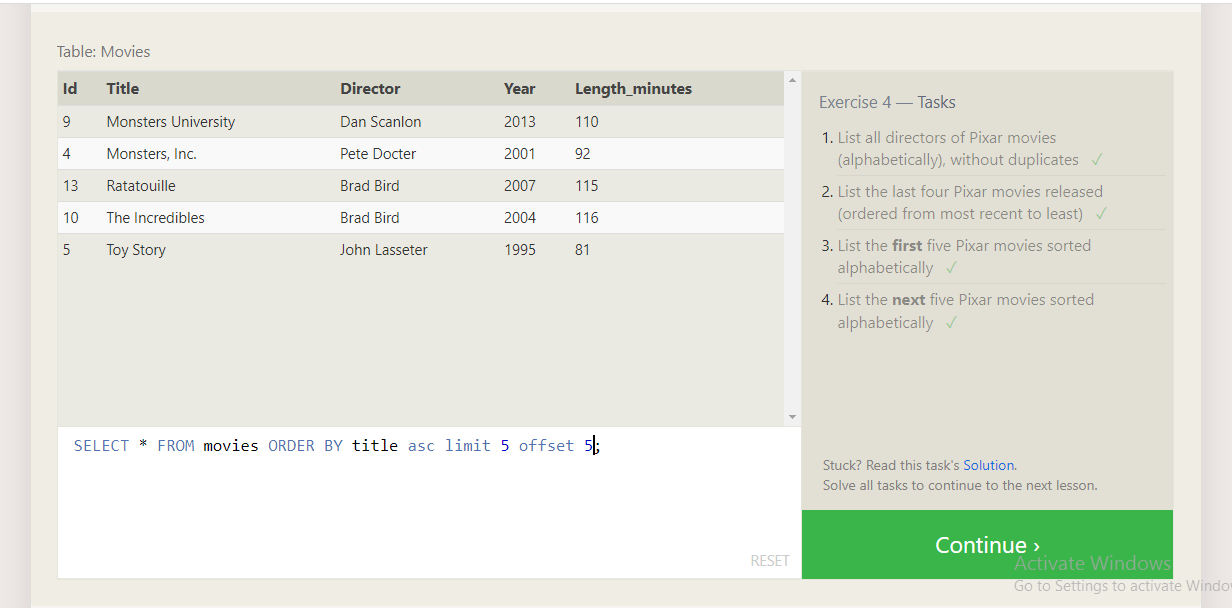 Table: Movies
Id Title Director Year Length_minutes
9 Monsters University Dan Scanlon 2013 110
4 Monsters, Inc. Pete Docter 2001 92
13 Ratatouille Brad Bird 2007 115
10 The Incredibles Brad Bird 2004 116
5 Toy Story John Lasseter 1995 81
SELECT * FROM movies ORDER BY title asc limit 5 offset 5;
RESET
Exercise 4 — Tasks
1. List all directors of Pixar movies
(alphabetically), without duplicates ✓
2. List the last four Pixar movies released
(ordered from most recent to least) ✓
3. List the first five Pixar movies sorted
alphabetically ✓
4. List the next five Pixar movies sorted
alphabetically ✓
Stuck? Read this task's Solution.
Solve all tasks to continue to the next lesson.
Continue ›
Activate Windows
Go to Settings to activate Windo